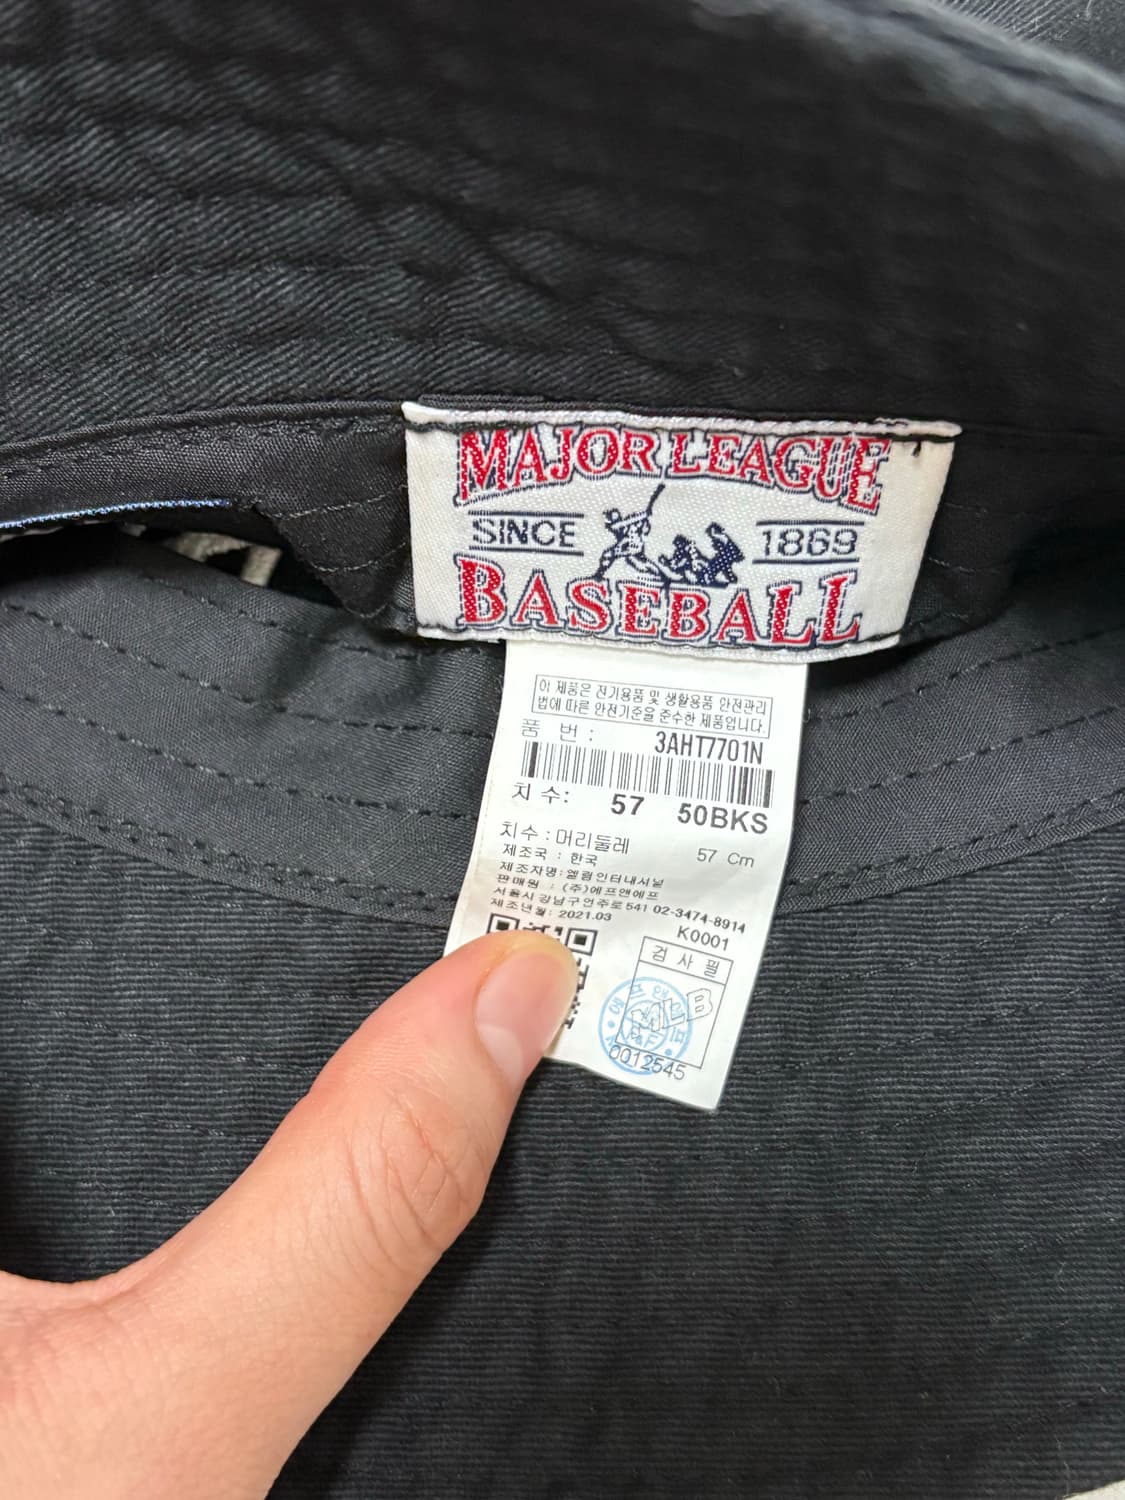 MAJOR LEAGUE
SINCE 1869
BASEBALL
이 제품은 전기용품 및 생활용품 안전관리
법에 따른 안전기준을 준수한 제품입니다.
품 번 : 3AHT7701N
치 수: 57 50BKS
치수 : 머리둘레 57 Cm
제조국 : 한국
제조자명: 엘림인터내셔널
판매원 : (주)에프앤에프
서울시 강남구언주로541 02-3474-8914
제조년월: 2021.03
K0001
검 사 필
MLB
0012545